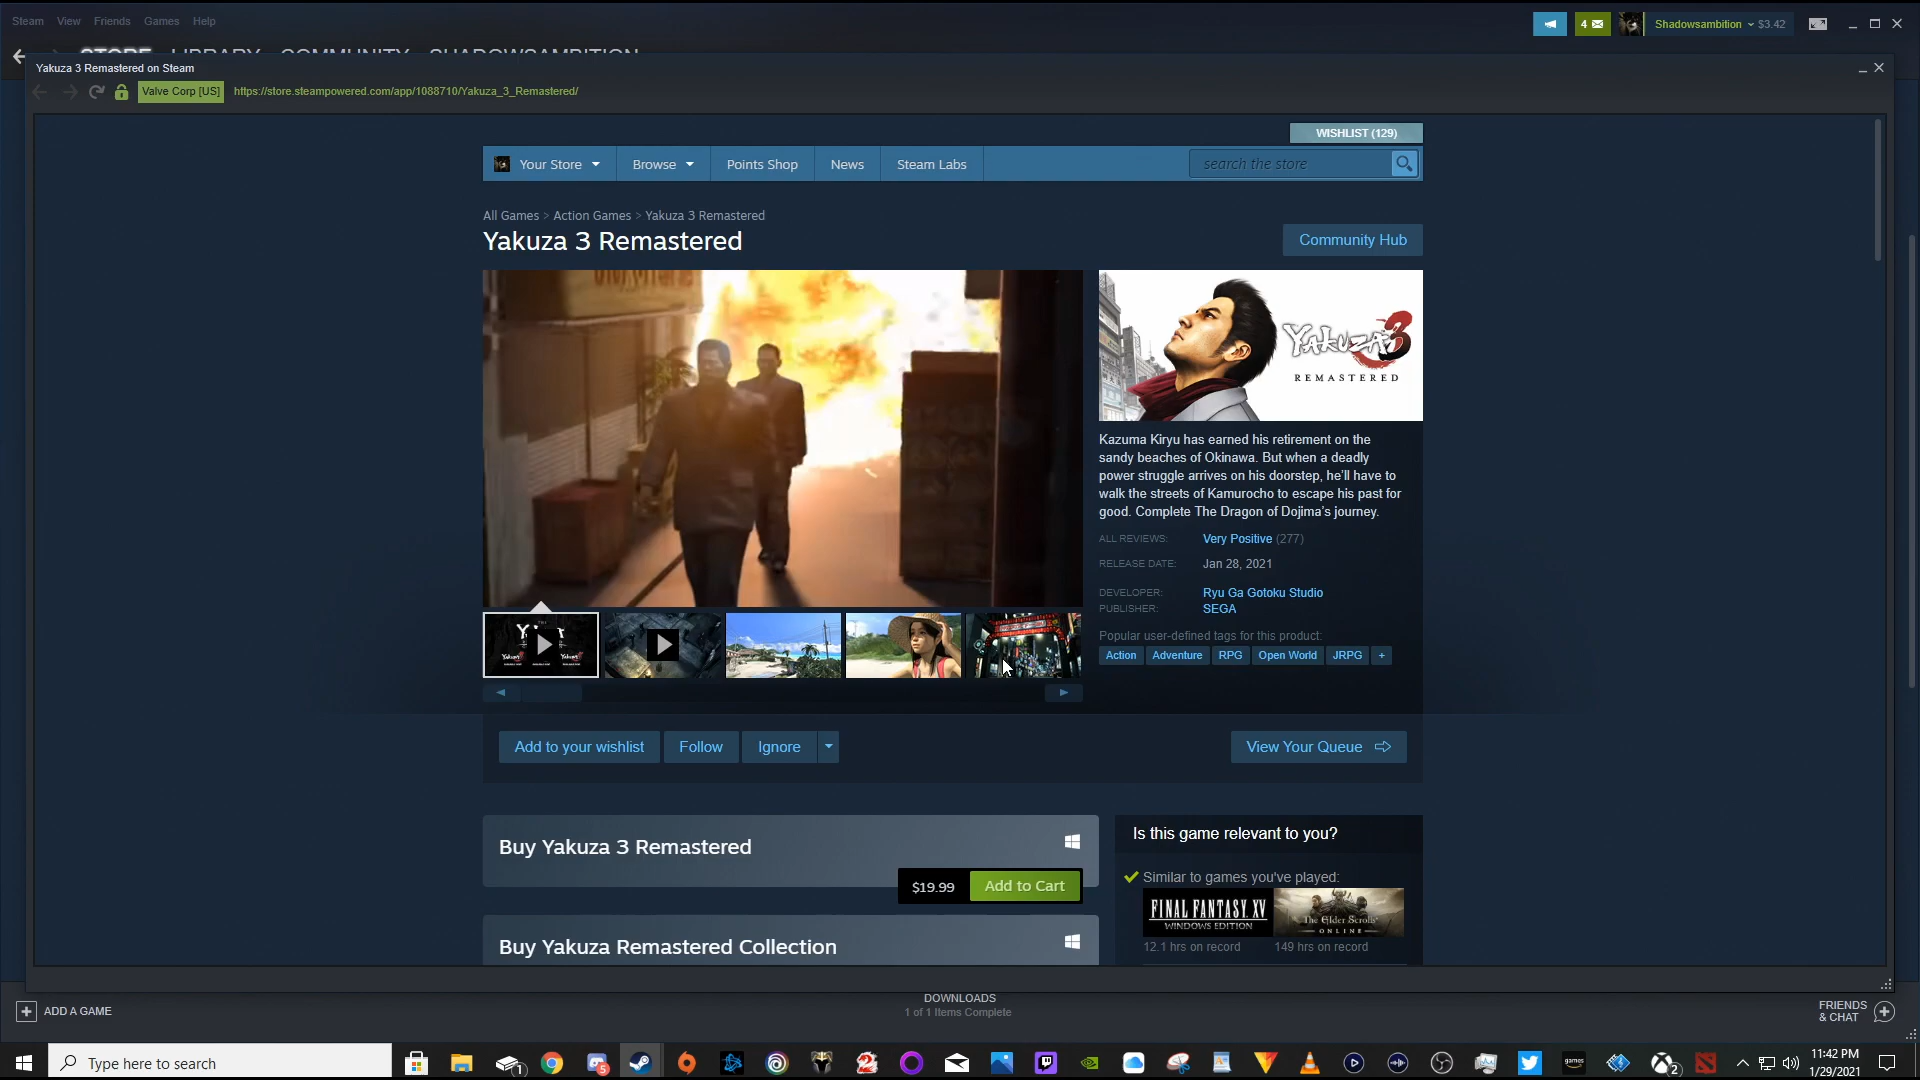 Steam View Friends Games Help
4 Shadowsambition $3.42
STORE LIBRARY COMMUNITY SHADOWSAMBITION
Yakuza 3 Remastered on Steam
Valve Corp [US] https://store.steampowered.com/app/1088710/Yakuza_3_Remastered/
WISHLIST (129)
Your Store Browse Points Shop News Steam Labs search the store
All Games > Action Games > Yakuza 3 Remastered
Yakuza 3 Remastered
Community Hub
YAKUZA 3
REMASTERED
Kazuma Kiryu has earned his retirement on the
sandy beaches of Okinawa. But when a deadly
power struggle arrives on his doorstep, he'll have to
walk the streets of Kamurocho to escape his past for
good. Complete The Dragon of Dojima's journey.
ALL REVIEWS: Very Positive (277)
RELEASE DATE: Jan 28, 2021
DEVELOPER: Ryu Ga Gotoku Studio
PUBLISHER: SEGA
Popular user-defined tags for this product:
Action Adventure RPG Open World JRPG +
Add to your wishlist Follow Ignore View Your Queue
Buy Yakuza 3 Remastered
$19.99 Add to Cart
Buy Yakuza Remastered Collection
Is this game relevant to you?
Similar to games you've played:
FINAL FANTASY XV
WINDOWS EDITION
The Elder Scrolls
ONLINE
12.1 hrs on record 149 hrs on record
ADD A GAME
DOWNLOADS
1 of 1 Items Complete
FRIENDS
& CHAT
Type here to search
1
5
2
11:42 PM
1/29/2021